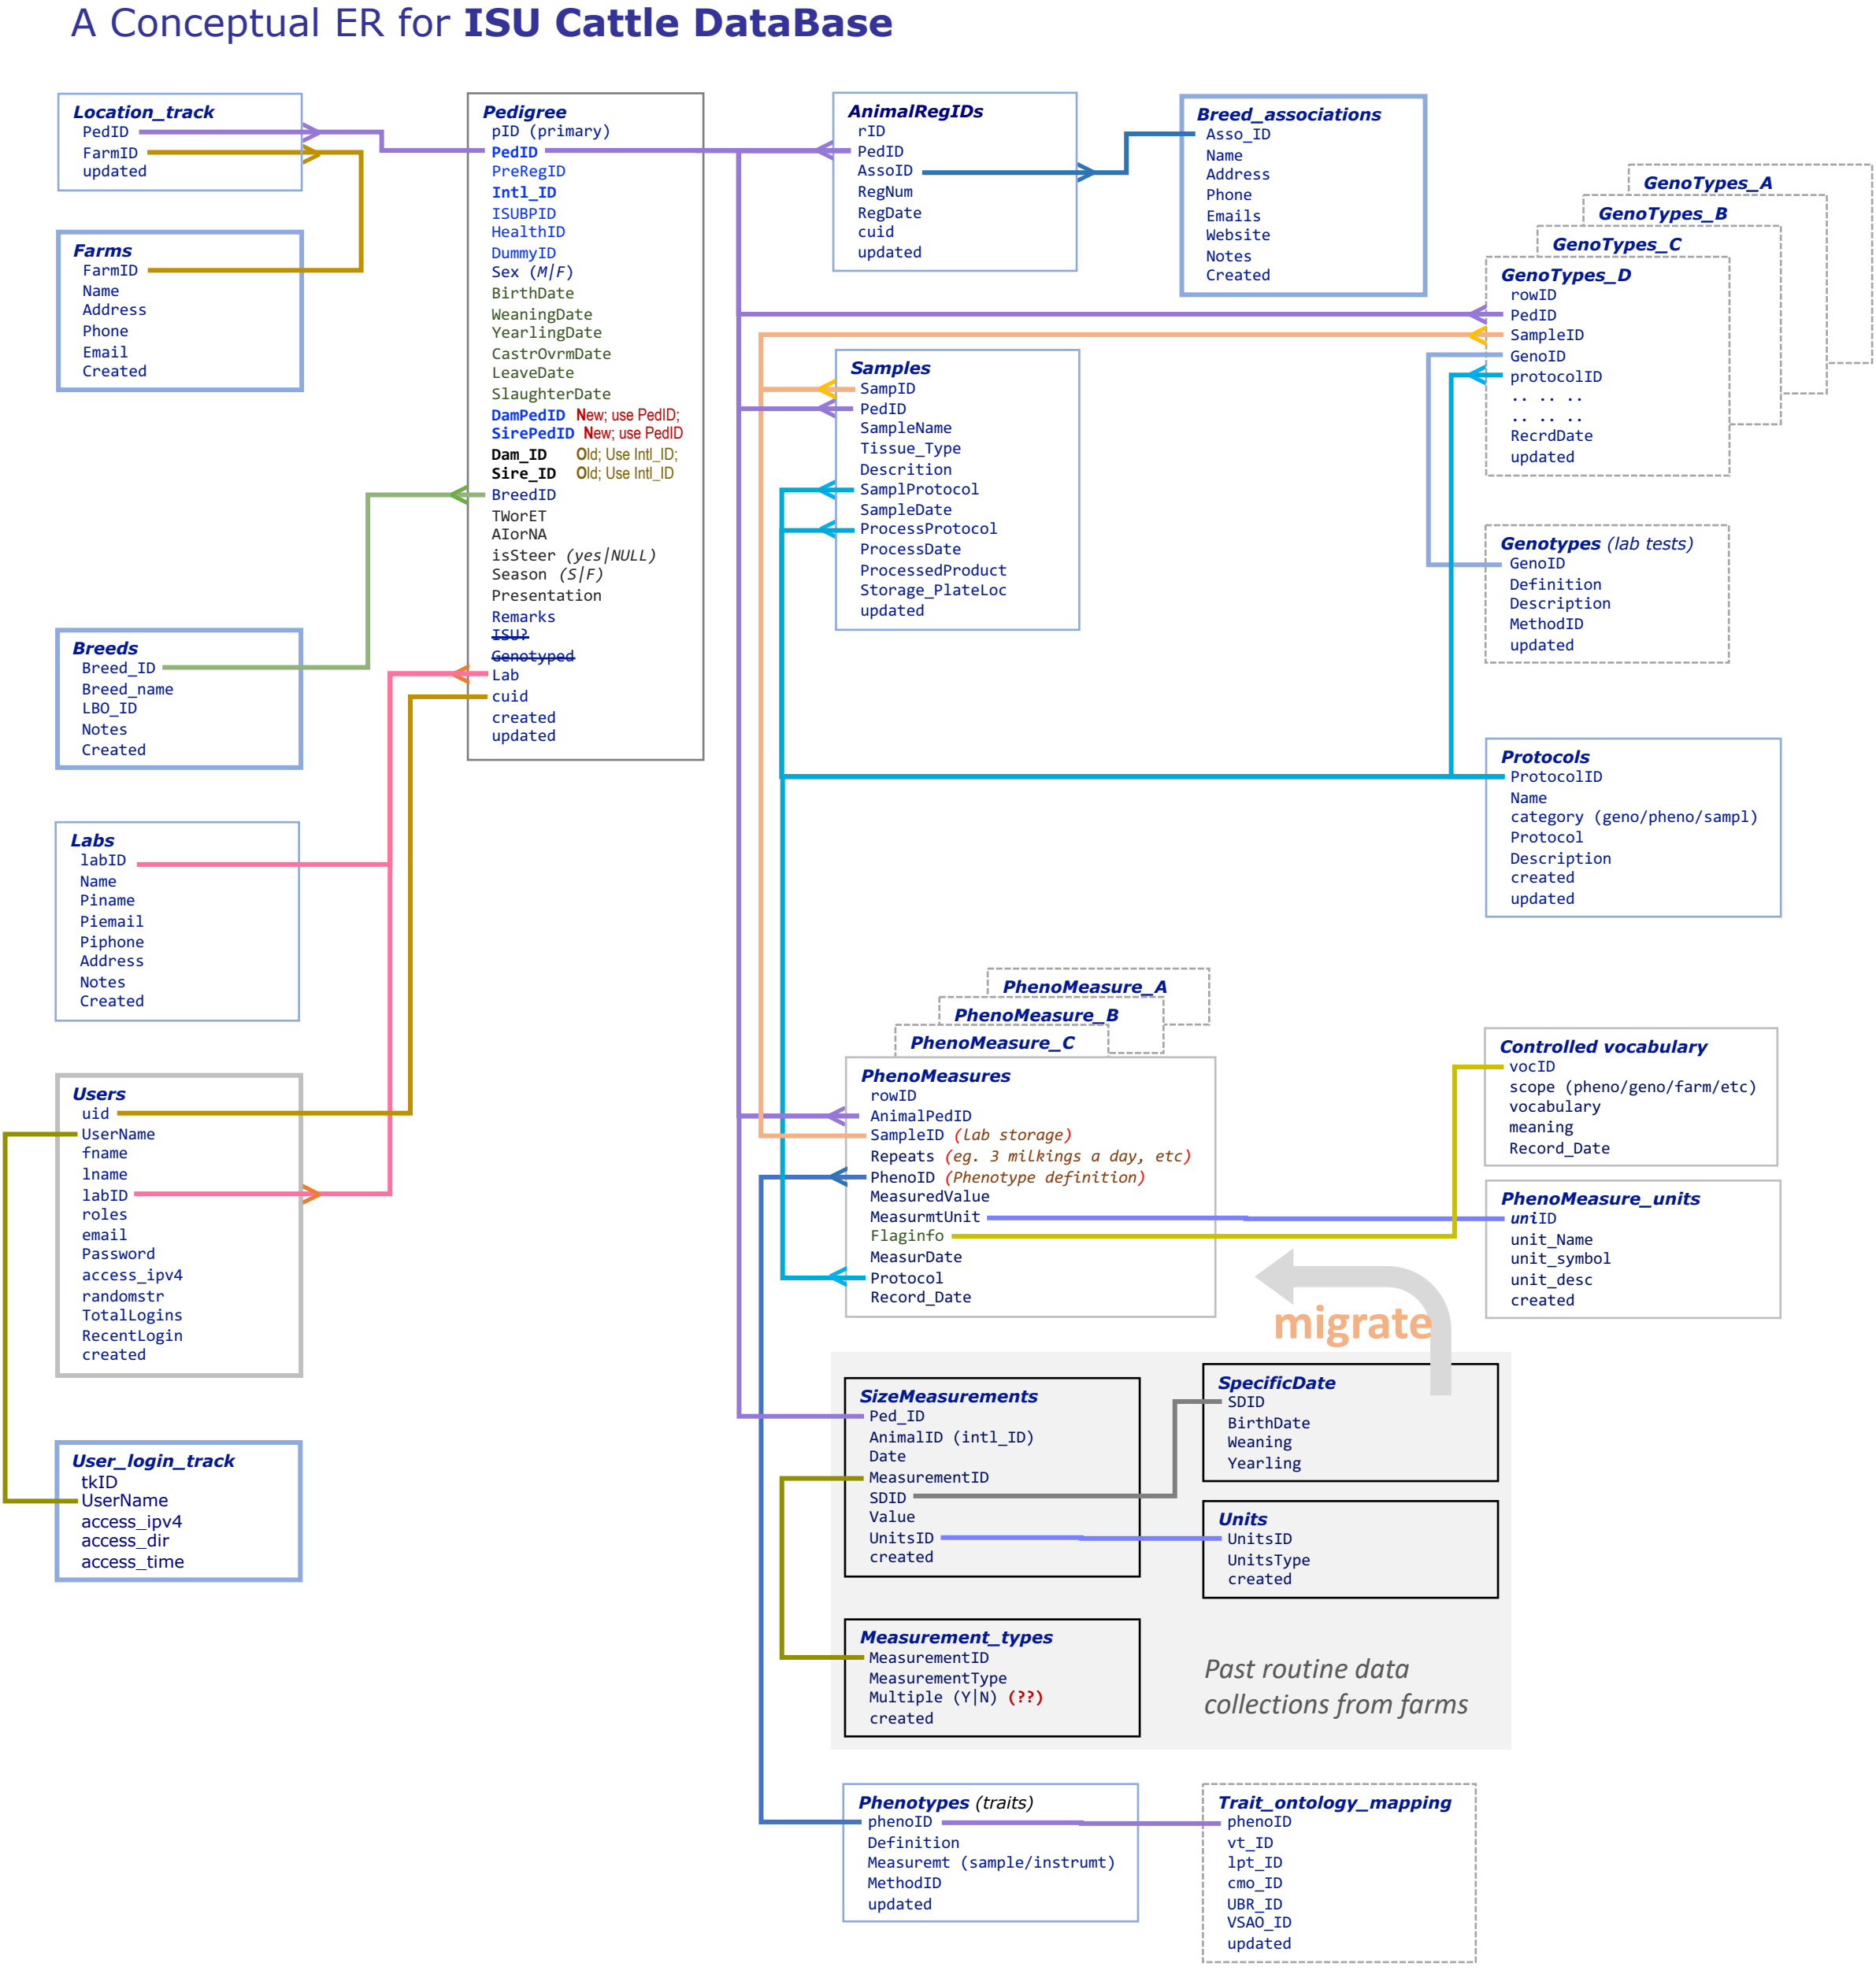 A Conceptual ER for ISU Cattle DataBase
Location_track
PedID
FarmID
updated
Farms
FarmID
Name
Address
Phone
Email
Created
Breeds
Breed_ID
Breed_name
LBO_ID
Notes
Created
Labs
labID
Name
Piname
Piemail
Piphone
Address
Notes
Created
Users
uid
UserName
fname
lname
labID
roles
email
Password
access_ipv4
randomstr
TotalLogins
RecentLogin
created
User_login_track
tkID
UserName
access_ipv4
access_dir
access_time
Pedigree
pID (primary)
PedID
PreRegID
Intl_ID
ISUBPID
HealthID
DummyID
Sex (M|F)
BirthDate
WeaningDate
YearlingDate
CastrOvrmDate
LeaveDate
SlaughterDate
DamPedID New; use PedID;
SirePedID New; use PedID
Dam_ID Old; Use Intl_ID;
Sire_ID Old; Use Intl_ID
BreedID
TWorET
AIorNA
isSteer (yes|NULL)
Season (S|F)
Presentation
Remarks
ISU?
Genotyped
Lab
cuid
created
updated
AnimalRegIDs
rID
PedID
AssoID
RegNum
RegDate
cuid
updated
Breed_associations
Asso_ID
Name
Address
Phone
Emails
Website
Notes
Created
GenoTypes_A
GenoTypes_B
GenoTypes_C
GenoTypes_D
rowID
PedID
SampleID
GenoID
protocolID
.. .. ..
.. .. ..
RecrdDate
updated
Samples
SampID
PedID
SampleName
Tissue_Type
Descrition
SamplProtocol
SampleDate
ProcessProtocol
ProcessDate
ProcessedProduct
Storage_PlateLoc
updated
Genotypes (lab tests)
GenoID
Definition
Description
MethodID
updated
Protocols
ProtocolID
Name
category (geno/pheno/sampl)
Protocol
Description
created
updated
PhenoMeasure_A
PhenoMeasure_B
PhenoMeasure_C
PhenoMeasures
rowID
AnimalPedID
SampleID (lab storage)
Repeats (eg. 3 milkings a day, etc)
PhenoID (Phenotype definition)
MeasuredValue
MeasurmtUnit
Flaginfo
MeasurDate
Protocol
Record_Date
Controlled vocabulary
vocID
scope (pheno/geno/farm/etc)
vocabulary
meaning
Record_Date
PhenoMeasure_units
uniID
unit_Name
unit_symbol
unit_desc
created
migrate
SizeMeasurements
Ped_ID
AnimalID (intl_ID)
Date
MeasurementID
SDID
Value
UnitsID
created
SpecificDate
SDID
BirthDate
Weaning
Yearling
Units
UnitsID
UnitsType
created
Measurement_types
MeasurementID
MeasurementType
Multiple (Y|N) (??)
created
Past routine data
collections from farms
Phenotypes (traits)
phenoID
Definition
Measuremt (sample/instrumt)
MethodID
updated
Trait_ontology_mapping
phenoID
vt_ID
lpt_ID
cmo_ID
UBR_ID
VSAO_ID
updated